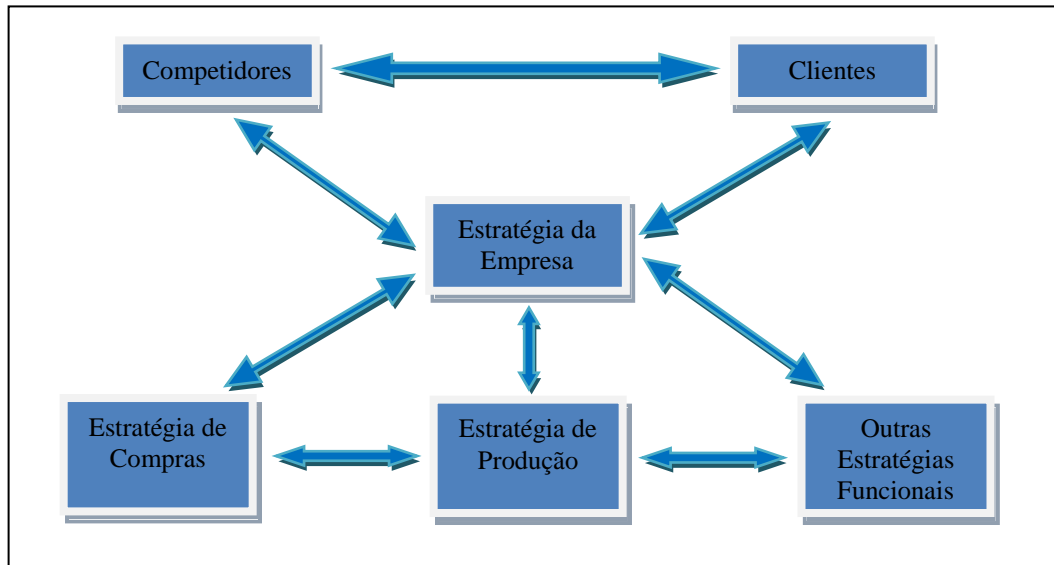 Competidores
Clientes
Estratégia da
Empresa
Estratégia de
Compras
Estratégia de
Produção
Outras
Estratégias
Funcionais